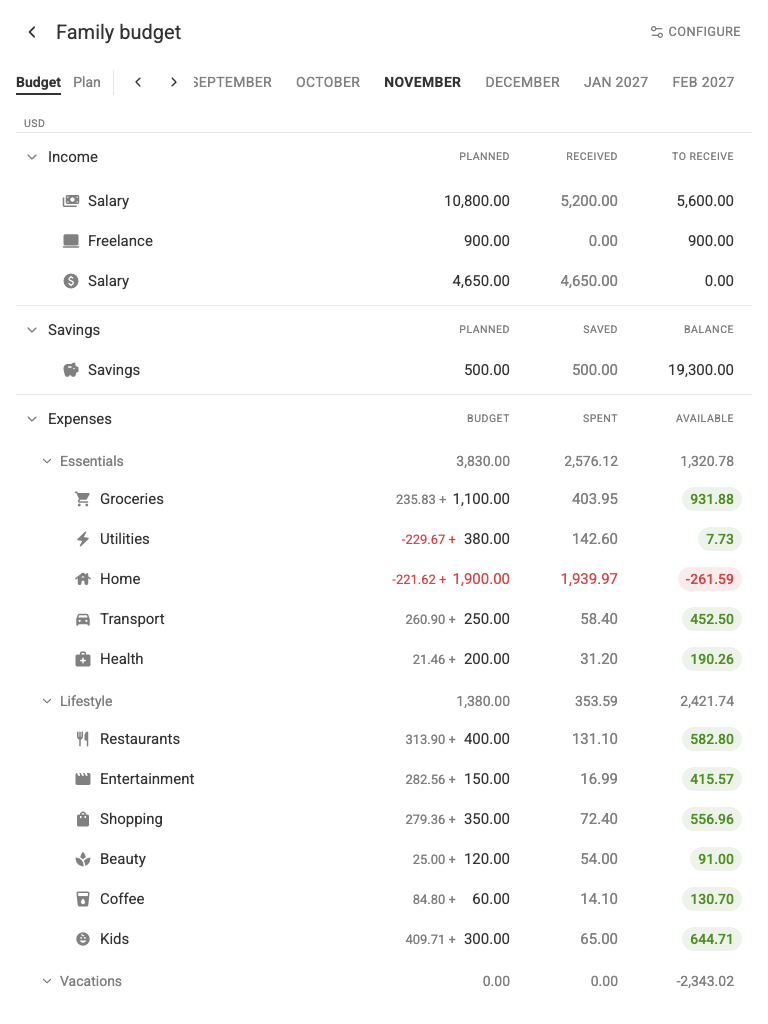 Family budget CONFIGURE
Budget Plan SEPTEMBER OCTOBER NOVEMBER DECEMBER JAN 2027 FEB 2027
USD
Income PLANNED RECEIVED TO RECEIVE
Salary 10,800.00 5,200.00 5,600.00
Freelance 900.00 0.00 900.00
Salary 4,650.00 4,650.00 0.00
Savings PLANNED SAVED BALANCE
Savings 500.00 500.00 19,300.00
Expenses BUDGET SPENT AVAILABLE
Essentials 3,830.00 2,576.12 1,320.78
Groceries 235.83 + 1,100.00 403.95 931.88
Utilities -229.67 + 380.00 142.60 7.73
Home -221.62 + 1,900.00 1,939.97 -261.59
Transport 260.90 + 250.00 58.40 452.50
Health 21.46 + 200.00 31.20 190.26
Lifestyle 1,380.00 353.59 2,421.74
Restaurants 313.90 + 400.00 131.10 582.80
Entertainment 282.56 + 150.00 16.99 415.57
Shopping 279.36 + 350.00 72.40 556.96
Beauty 25.00 + 120.00 54.00 91.00
Coffee 84.80 + 60.00 14.10 130.70
Kids 409.71 + 300.00 65.00 644.71
Vacations 0.00 0.00 -2,343.02